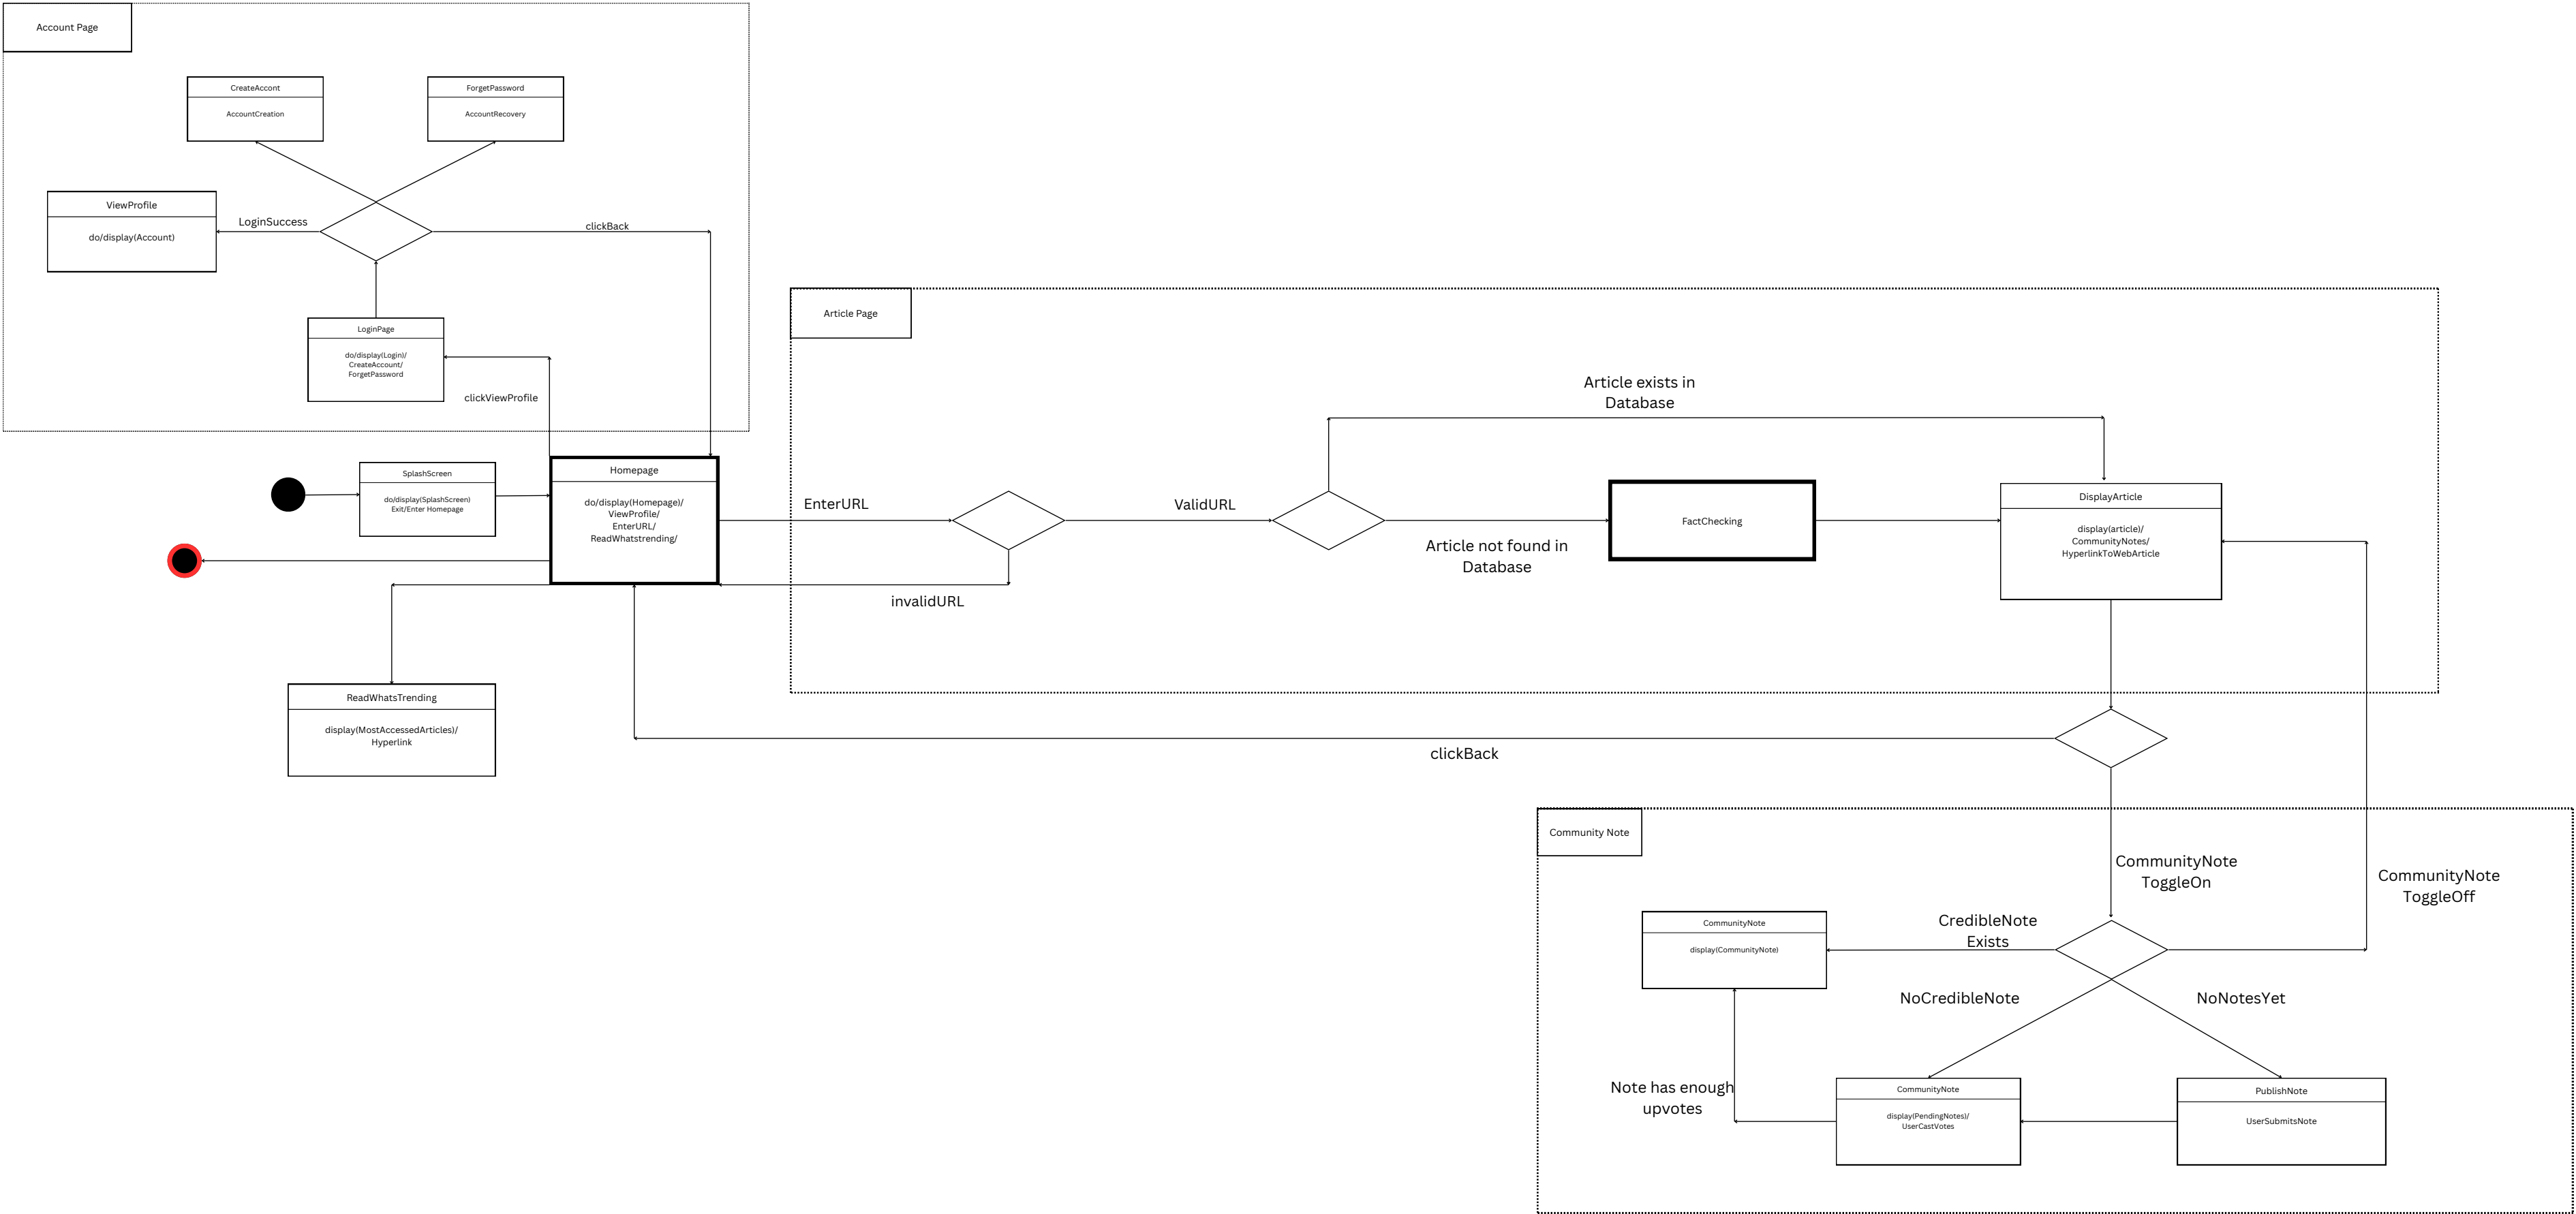 Account Page
CreateAccont
AccountCreation
ForgetPassword
AccountRecovery
ViewProfile
do/display(Account)
LoginSuccess
clickBack
LoginPage
do/display(Login)/
CreateAccount/
ForgetPassword
clickViewProfile
SplashScreen
do/display(SplashScreen)
Exit/Enter Homepage
Homepage
do/display(Homepage)/
ViewProfile/
EnterURL/
ReadWhatstrending/
ReadWhatsTrending
display(MostAccessedArticles)/
Hyperlink
Article Page
EnterURL
invalidURL
ValidURL
Article exists in
Database
Article not found in
Database
FactChecking
DisplayArticle
display(article)/
CommunityNotes/
HyperlinkToWebArticle
clickBack
Community Note
CommunityNote
ToggleOn
CommunityNote
ToggleOff
CredibleNote
Exists
CommunityNote
display(CommunityNote)
NoCredibleNote
NoNotesYet
Note has enough
upvotes
CommunityNote
display(PendingNotes)/
UserCastVotes
PublishNote
UserSubmitsNote